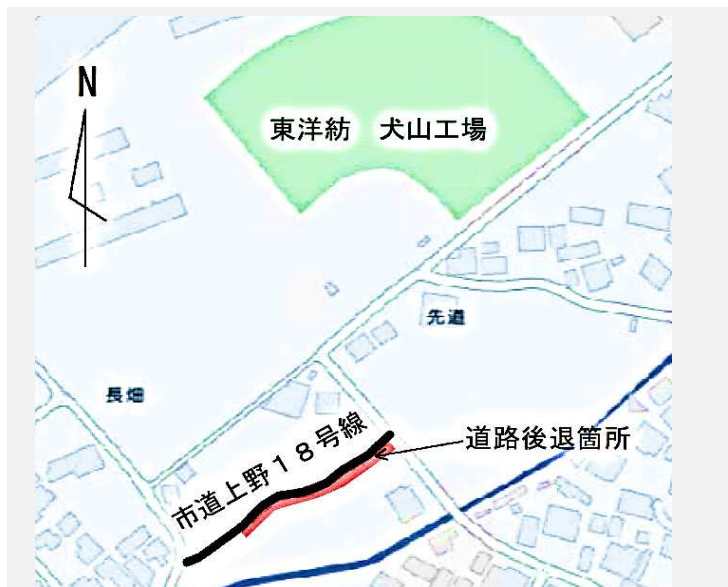 N
東洋紡 犬山工場
先道
長畑
市道上野18号線
道路後退箇所